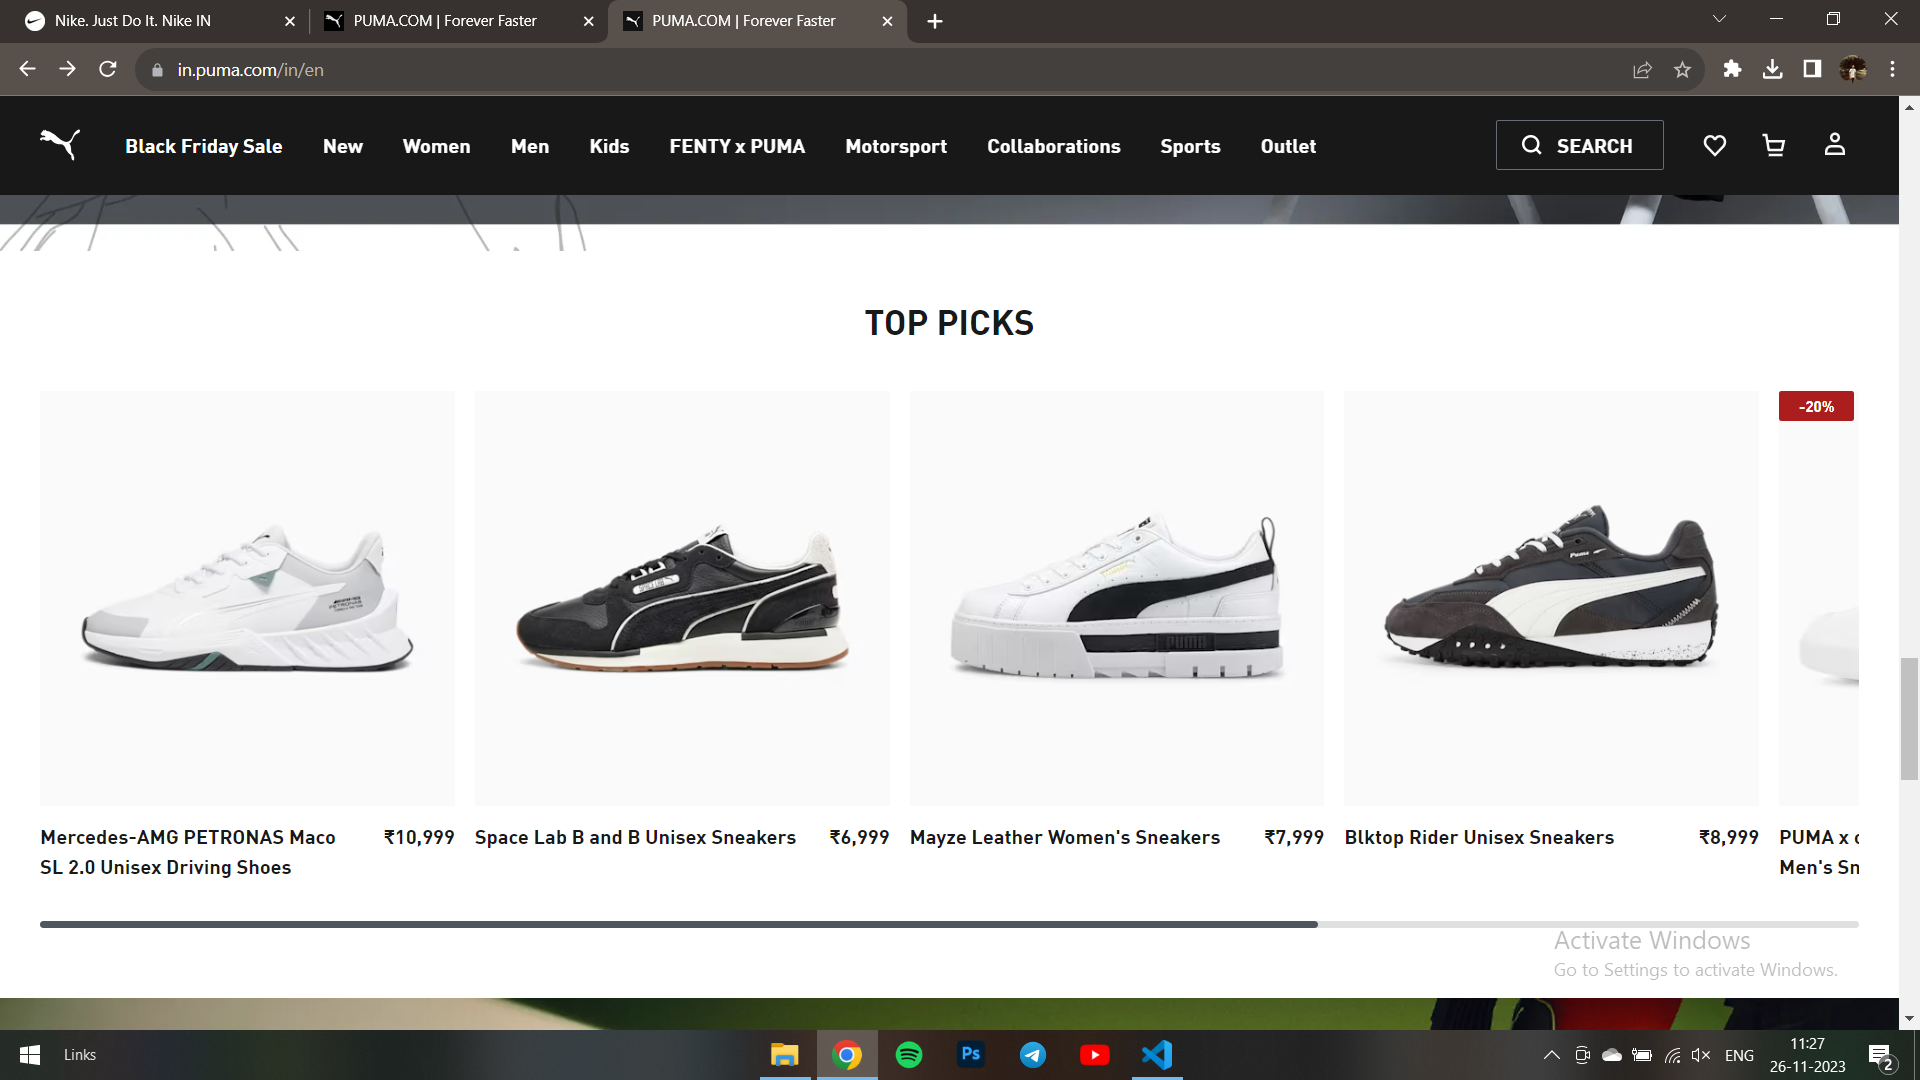 Nike. Just Do It. Nike IN
PUMA.COM | Forever Faster
PUMA.COM | Forever Faster
in.puma.com/in/en
Black Friday Sale
New
Women
Men
Kids
FENTY x PUMA
Motorsport
Collaborations
Sports
Outlet
SEARCH
TOP PICKS
-20%
Mercedes-AMG PETRONAS Maco ₹10,999
SL 2.0 Unisex Driving Shoes
Space Lab B and B Unisex Sneakers ₹6,999
Mayze Leather Women's Sneakers ₹7,999
Blktop Rider Unisex Sneakers ₹8,999
PUMA x
Men's Sn
Activate Windows
Go to Settings to activate Windows.
Links
Ps
ENG
11:27
26-11-2023
2